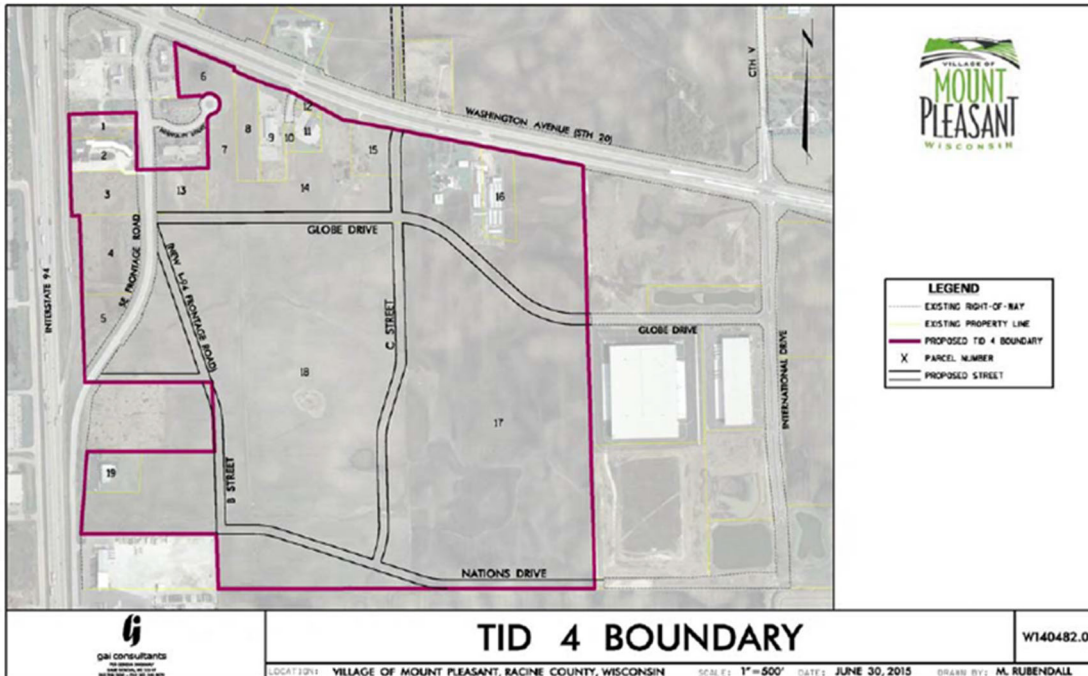 WASHINGTON AVENUE (STH 20)
CTH V
6
1
2
3
4
5
7
8
9
10
11
12
13
14
15
16
17
18
19
INTERSTATE 94
SE FRONTAGE ROAD
(NEW I-94 FRONTAGE ROAD)
GLOBE DRIVE
C STREET
B STREET
NATIONS DRIVE
GLOBE DRIVE
INTERNATIONAL DRIVE
VILLAGE OF
MOUNT
PLEASANT
WISCONSIN
LEGEND
EXISTING RIGHT-OF-WAY
EXISTING PROPERTY LINE
PROPOSED TID 4 BOUNDARY
X PARCEL NUMBER
PROPOSED STREET
gai consultants
TID 4 BOUNDARY
W140482.0
LOCATION: VILLAGE OF MOUNT PLEASANT, RACINE COUNTY, WISCONSIN SCALE: 1"=500' DATE: JUNE 30, 2015 DRAWN BY: M. RUBENDALL